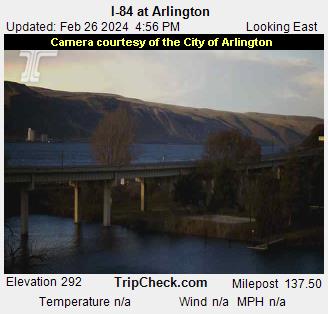 I-84 at Arlington
Updated: Feb 26 2024 4:56 PM Looking East
Camera courtesy of the City of Arlington
Elevation 292 TripCheck.com Milepost 137.50
Temperature n/a Wind n/a MPH n/a